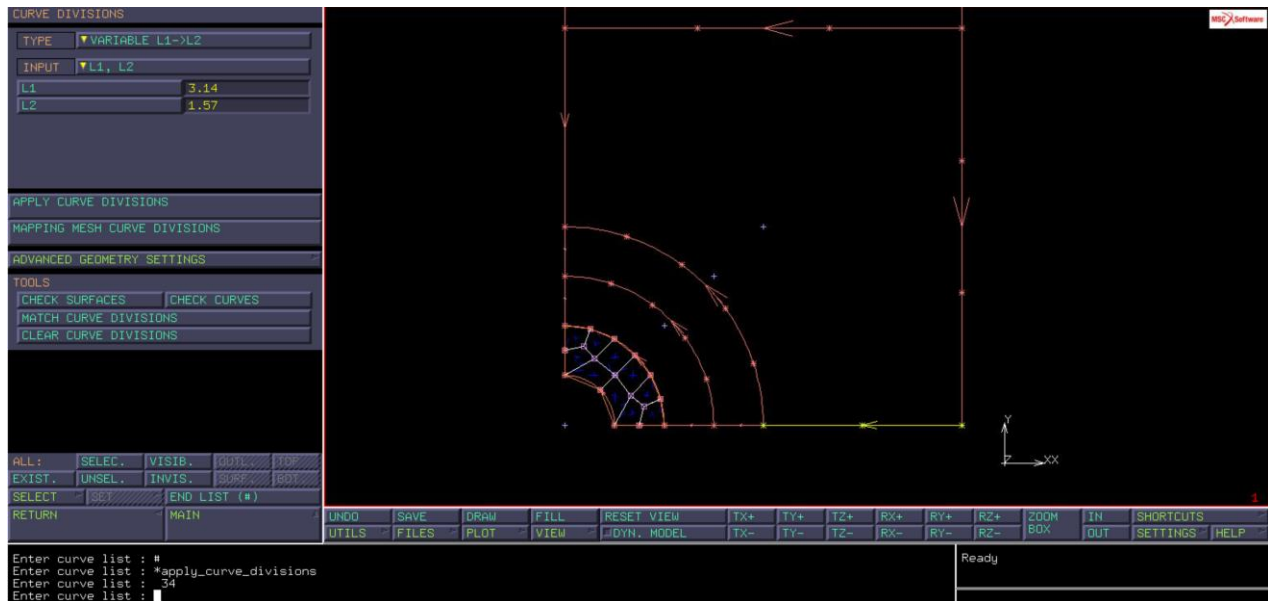 CURVE DIVISIONS
TYPE VARIABLE L1->L2
INPUT L1, L2
L1 3.14
L2 1.57
APPLY CURVE DIVISIONS
MAPPING MESH CURVE DIVISIONS
ADVANCED GEOMETRY SETTINGS
TOOLS
CHECK SURFACES CHECK CURVES
MATCH CURVE DIVISIONS
CLEAR CURVE DIVISIONS
ALL: SELEC. VISIB. OUTL. TOP
EXIST. UNSEL. INVIS. SURF. BOT.
SELECT SET END LIST (#)
RETURN MAIN
MSC Software
Y
Z XX
1
UNDO SAVE DRAW FILL RESET VIEW TX+ TY+ TZ+ RX+ RY+ RZ+ ZOOM BOX IN SHORTCUTS
UTILS FILES PLOT VIEW DYN. MODEL TX- TY- TZ- RX- RY- RZ- OUT SETTINGS HELP
Enter curve list : #
Enter curve list : *apply_curve_divisions
Enter curve list : 34
Enter curve list :
Ready